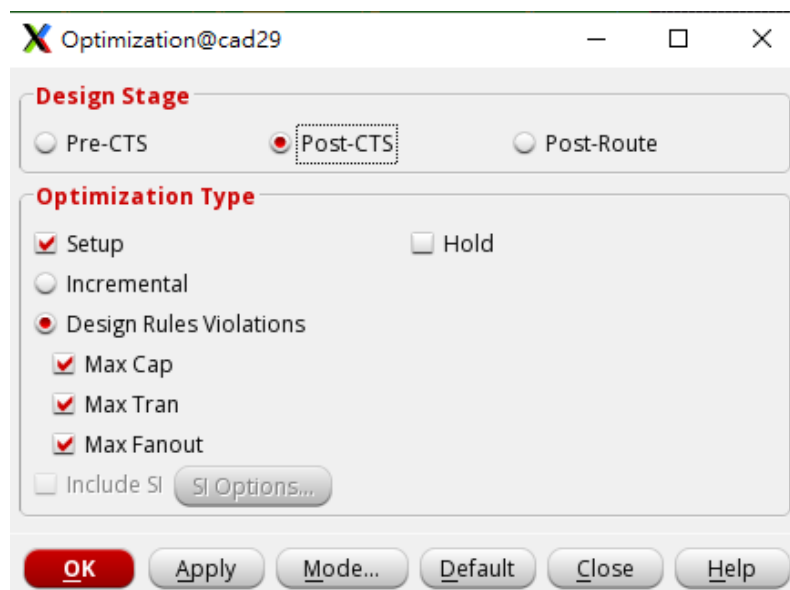 Optimization@cad29
Design Stage
Pre-CTS Post-CTS Post-Route
Optimization Type
Setup Hold
Incremental
Design Rules Violations
Max Cap
Max Tran
Max Fanout
Include SI SI Options...
OK Apply Mode... Default Close Help